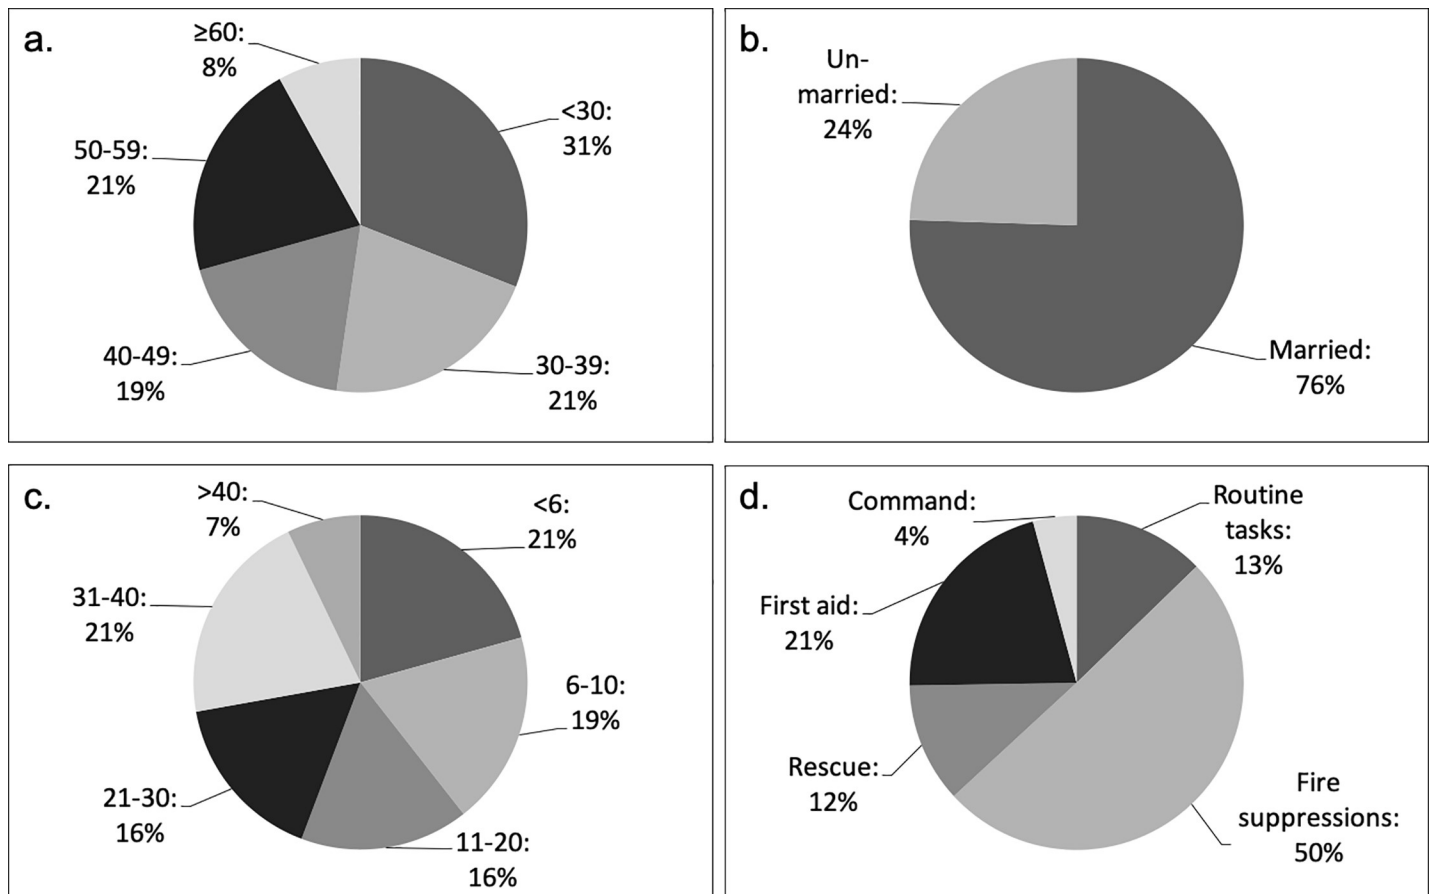 a.
≥60:
8%
<30:
31%
50-59:
21%
40-49:
19%
30-39:
21%
b.
Un-
married:
24%
Married:
76%
c.
>40:
7%
<6:
21%
31-40:
21%
6-10:
19%
21-30:
16%
11-20:
16%
d.
Command:
4%
Routine
tasks:
13%
First aid:
21%
Rescue:
12%
Fire
suppressions:
50%